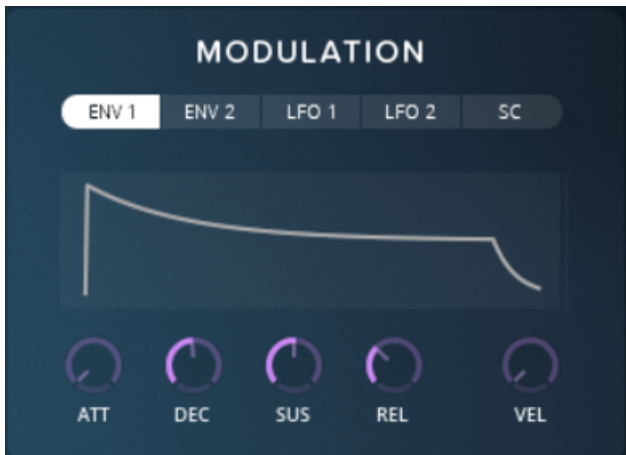 MODULATION
ENV 1 ENV 2 LFO 1 LFO 2 SC
ATT DEC SUS REL VEL